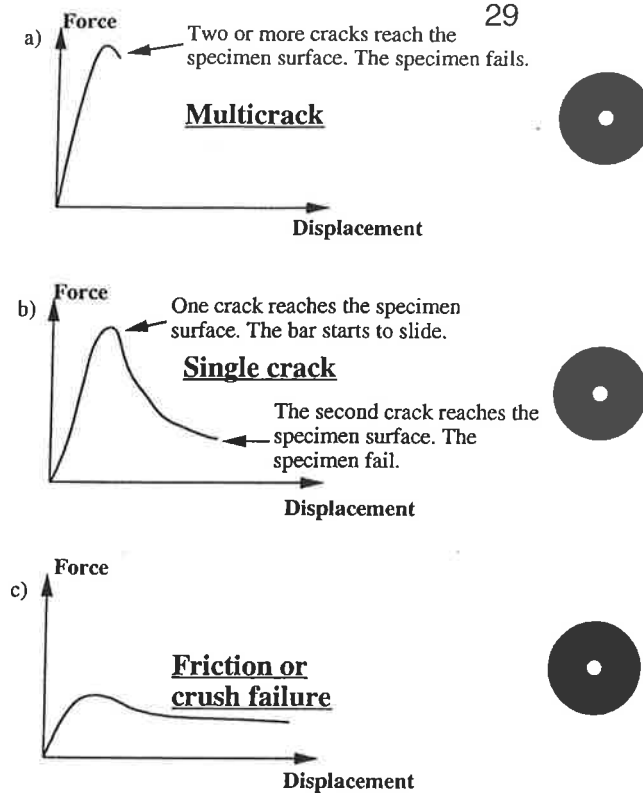 29
a)
Force
Two or more cracks reach the
specimen surface. The specimen fails.
Multicrack
Displacement
b)
Force
One crack reaches the specimen
surface. The bar starts to slide.
Single crack
The second crack reaches the
specimen surface. The
specimen fail.
Displacement
c)
Force
Friction or
crush failure
Displacement